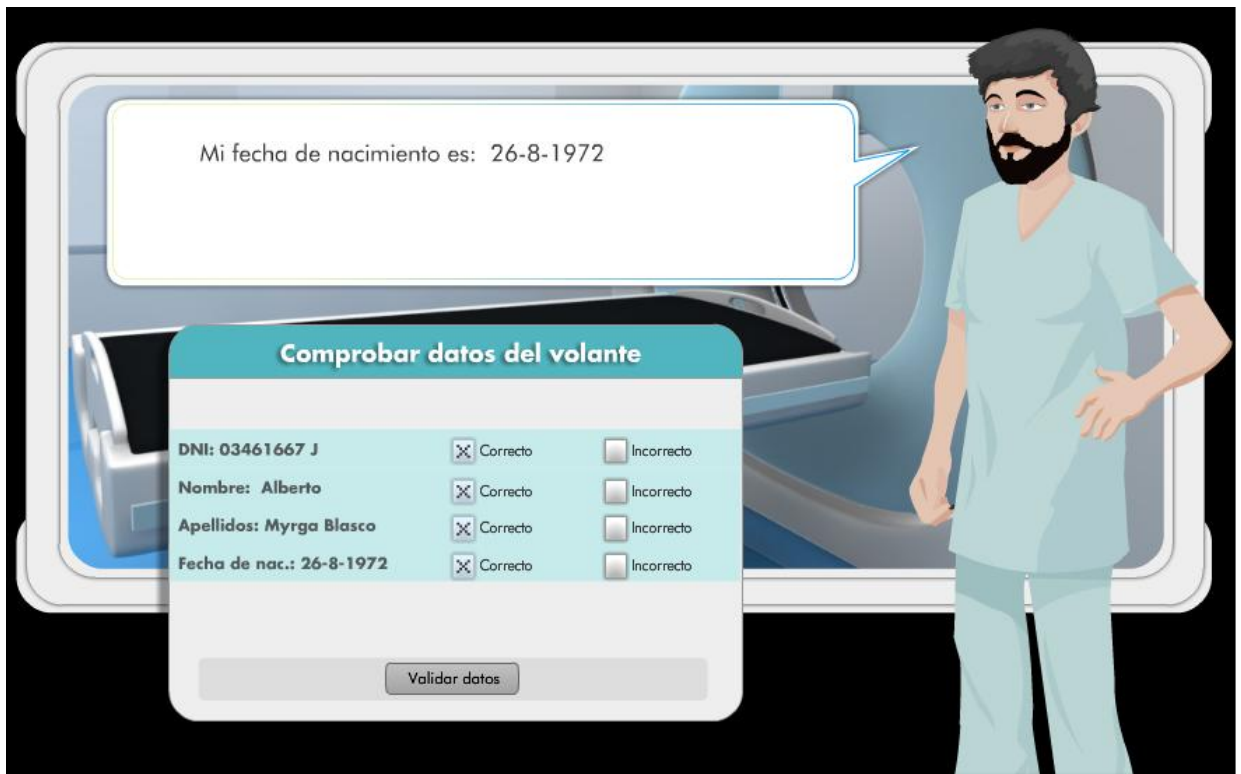 Mi fecha de nacimiento es: 26-8-1972
Comprobar datos del volante
DNI: 03461667 J Correcto Incorrecto
Nombre: Alberto Correcto Incorrecto
Apellidos: Myrga Blasco Correcto Incorrecto
Fecha de nac.: 26-8-1972 Correcto Incorrecto
Validar datos